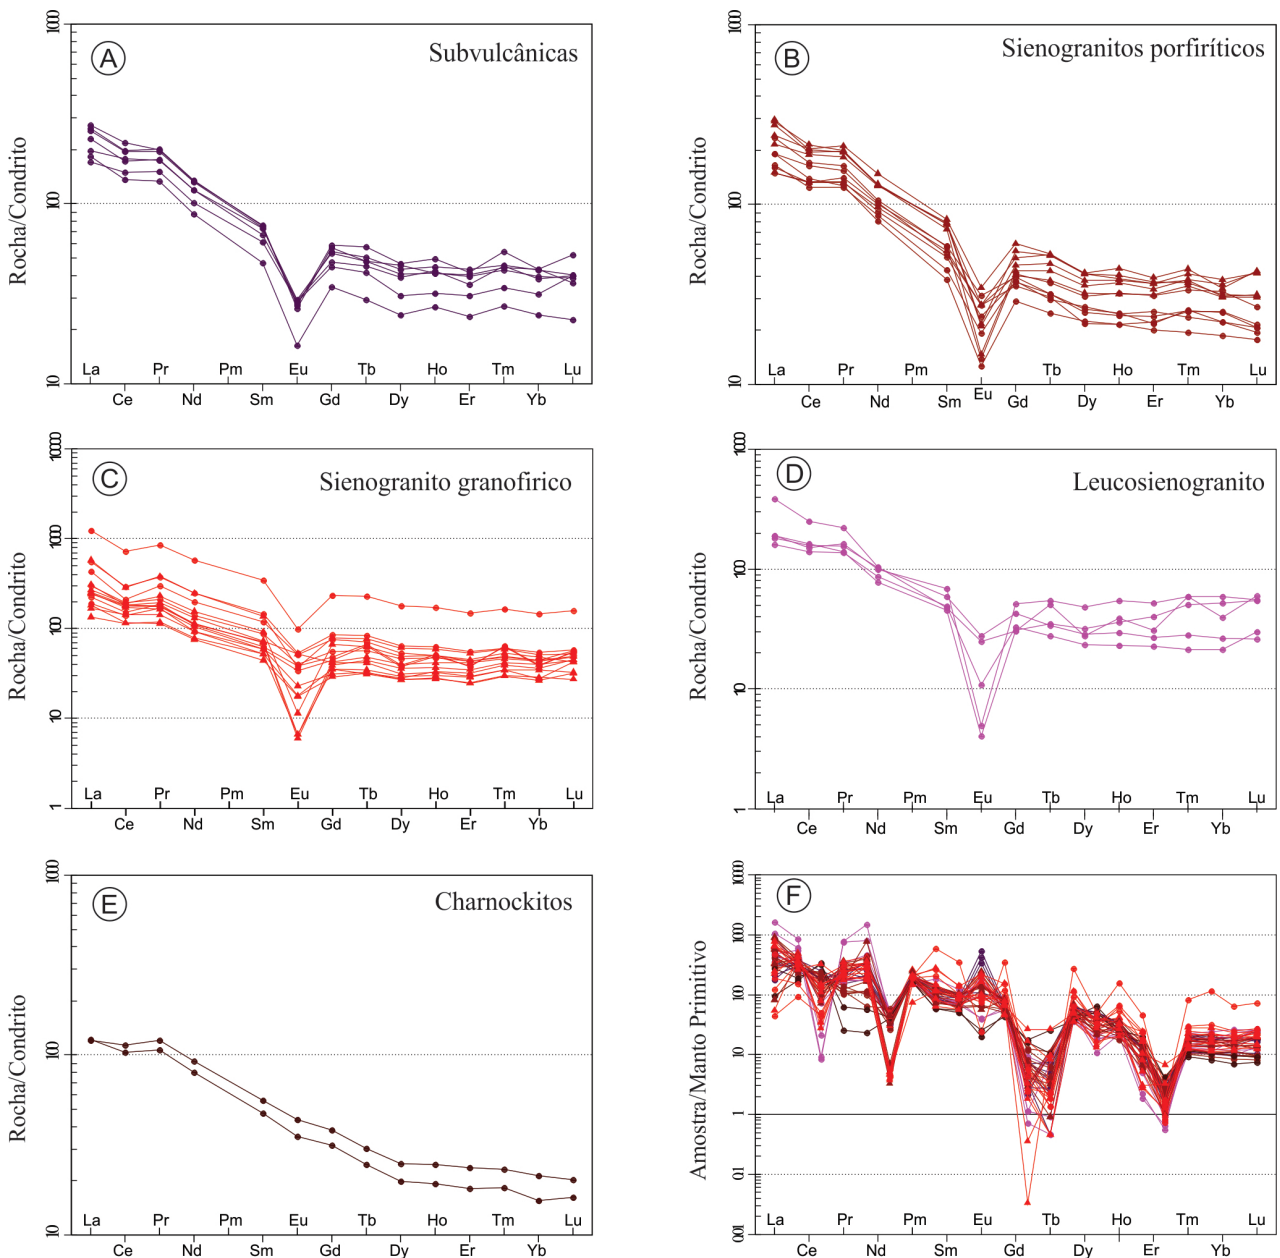 A
Subvulcânicas
Rocha/Condrito
1000
100
10
La Pr Pm Eu Tb Ho Tm Lu
Ce Nd Sm Gd Dy Er Yb
B
Sienogranitos porfiríticos
Rocha/Condrito
1000
100
10
La Pr Pm Tb Ho Tm Lu
Ce Nd Sm Eu Gd Dy Er Yb
C
Sienogranito granofirico
Rocha/Condrito
10000
1000
100
10
1
La Pr Pm Eu Tb Ho Tm Lu
Ce Nd Sm Gd Dy Er Yb
D
Leucosienogranito
Rocha/Condrito
1000
100
10
1
La Pr Pm Eu Tb Ho Tm Lu
Ce Nd Sm Gd Dy Er Yb
E
Charnockitos
Rocha/Condrito
1000
100
10
La Pr Pm Eu Tb Ho Tm Lu
Ce Nd Sm Gd Dy Er Yb
F
Amostra/Manto Primitivo
10000
1000
100
10
1
0.1
La Pr Pm Eu Tb Ho Tm Lu
Ce Nd Sm Gd Dy Er Yb